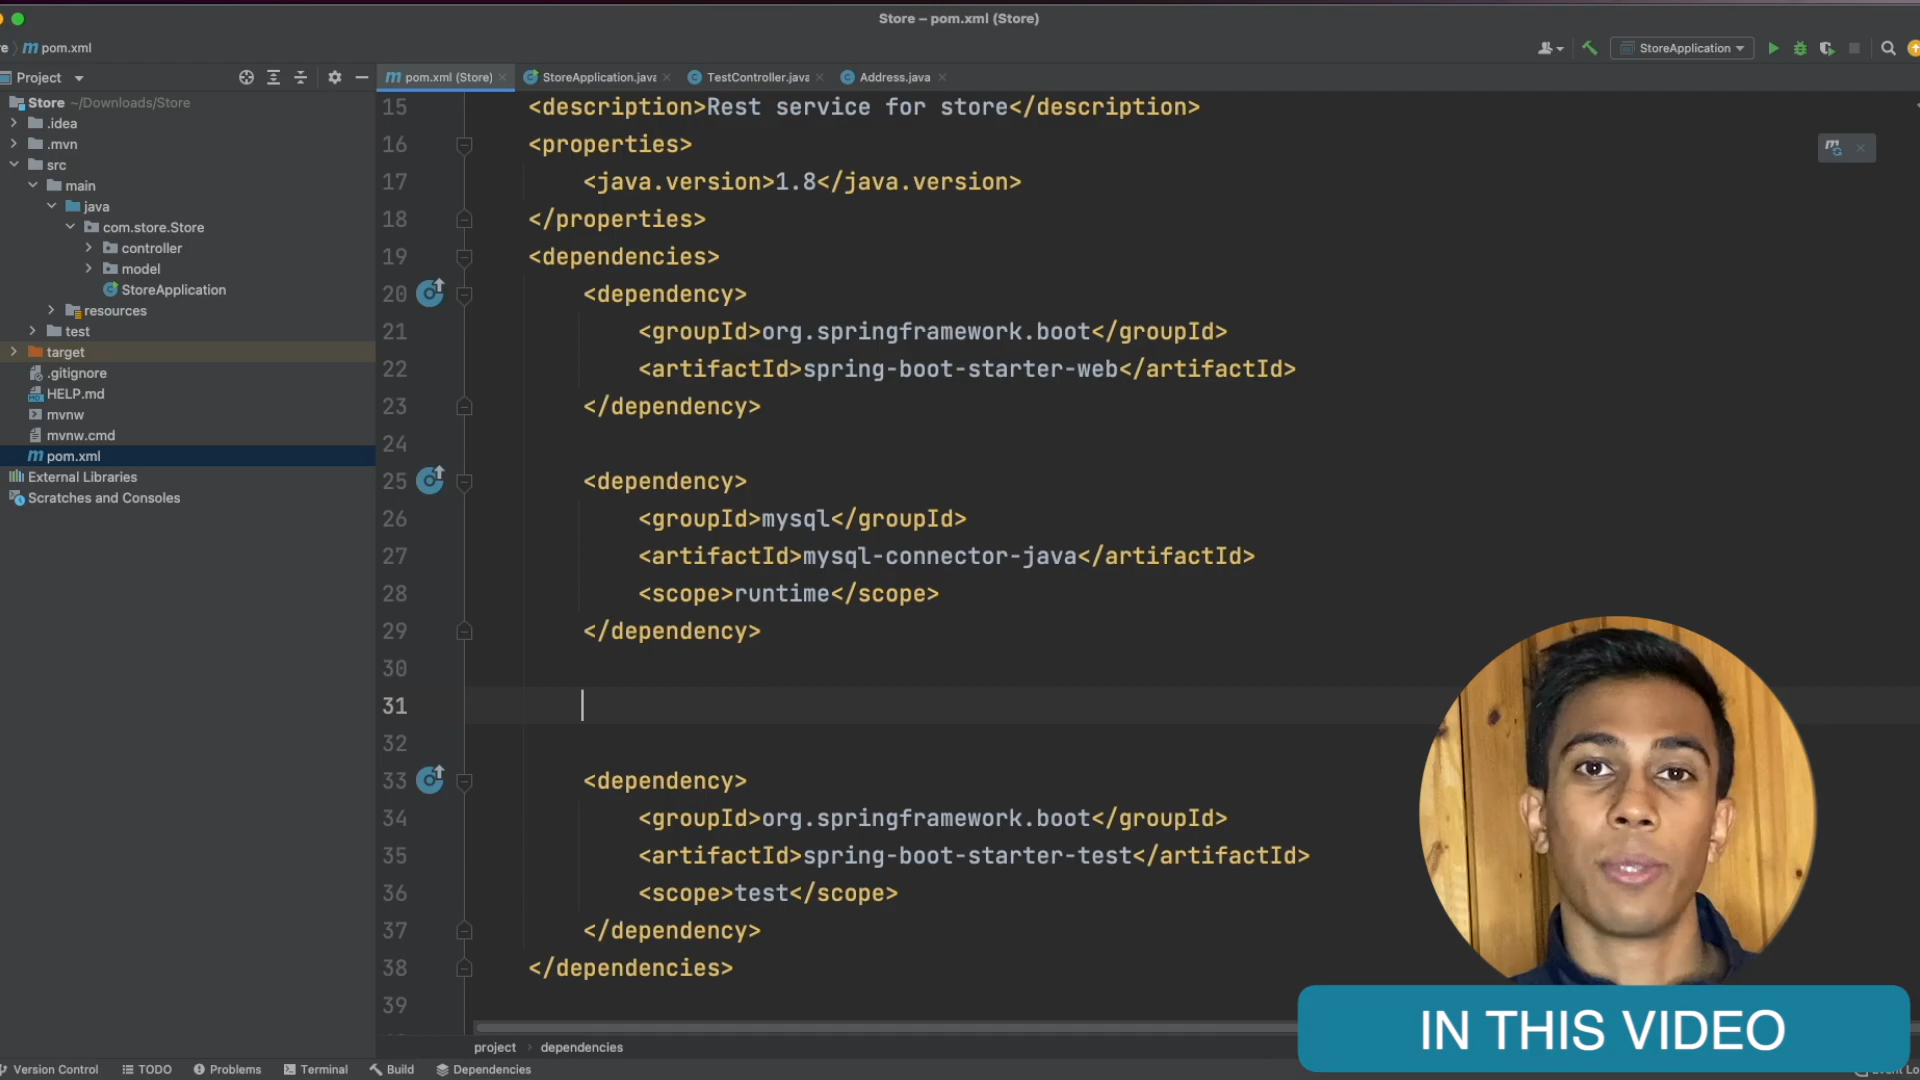 Store – pom.xml (Store)
pom.xml
StoreApplication
Project
pom.xml (Store)
StoreApplication.java
TestController.java
Address.java
Store ~/Downloads/Store
.idea
.mvn
src
main
java
com.store.Store
controller
model
StoreApplication
resources
test
target
.gitignore
HELP.md
mvnw
mvnw.cmd
pom.xml
External Libraries
Scratches and Consoles
15 <description>Rest service for store</description>
16 <properties>
17 <java.version>1.8</java.version>
18 </properties>
19 <dependencies>
20 <dependency>
21 <groupId>org.springframework.boot</groupId>
22 <artifactId>spring-boot-starter-web</artifactId>
23 </dependency>
24
25 <dependency>
26 <groupId>mysql</groupId>
27 <artifactId>mysql-connector-java</artifactId>
28 <scope>runtime</scope>
29 </dependency>
30
31
32
33 <dependency>
34 <groupId>org.springframework.boot</groupId>
35 <artifactId>spring-boot-starter-test</artifactId>
36 <scope>test</scope>
37 </dependency>
38 </dependencies>
39
IN THIS VIDEO
project > dependencies
Version Control
TODO
Problems
Terminal
Build
Dependencies